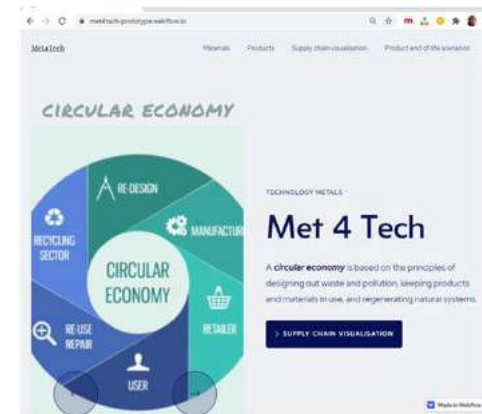 met4tech-prototype.webflow.io
Met4Tech
Materials
Products
Supply chain visualisation
Product end of life scenarios
CIRCULAR ECONOMY
RE-DESIGN
MANUFACTURE
RECYCLING
SECTOR
CIRCULAR
ECONOMY
RETAILER
RE-USE
REPAIR
USER
TECHNOLOGY METALS
Met 4 Tech
A circular economy is based on the principles of
designing out waste and pollution, keeping products
and materials in use, and regenerating natural systems.
> SUPPLY CHAIN VISUALISATION
Made in Webflow